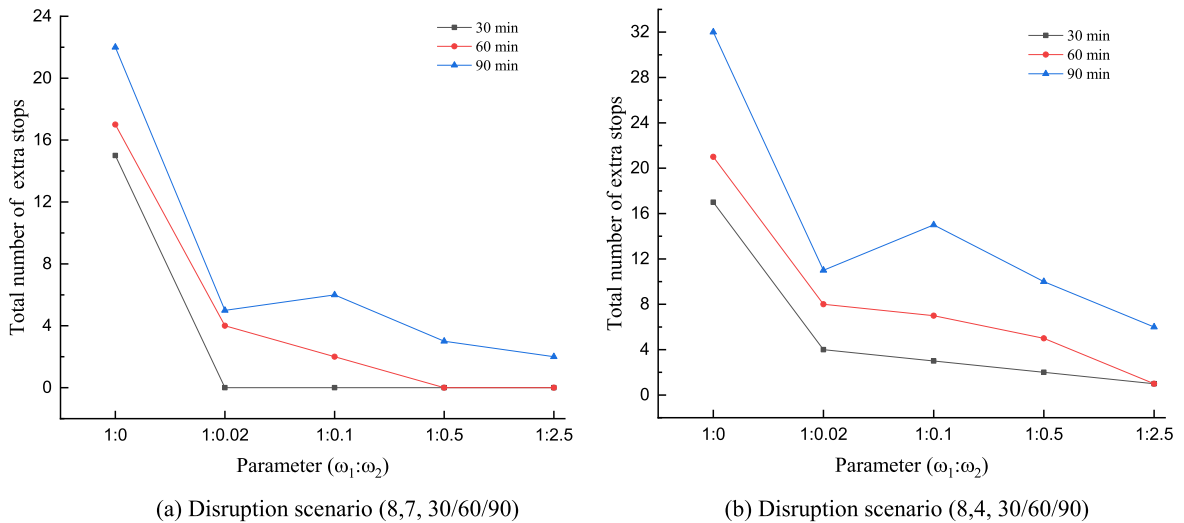 24
20
16
12
8
4
0
Total number of  extra stops
30 min
60 min
90 min
1:0
1:0.02
1:0.1
1:0.5
1:2.5
Parameter (ω₁:ω₂)
(a) Disruption scenario (8,7, 30/60/90)
32
28
24
20
16
12
8
4
0
Total number of extra stops
30 min
60 min
90 min
1:0
1:0.02
1:0.1
1:0.5
1:2.5
Parameter (ω₁:ω₂)
(b) Disruption scenario (8,4, 30/60/90)